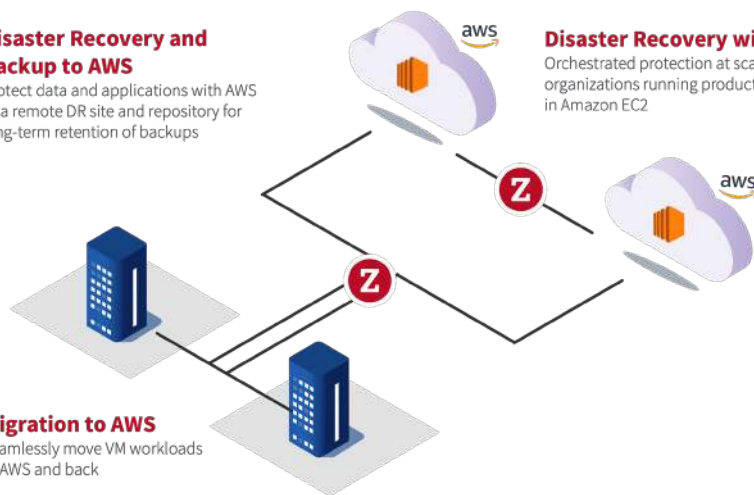 isaster Recovery and
ackup to AWS
otect data and applications with AWS
a remote DR site and repository for
ng-term retention of backups
aws
Disaster Recovery wi
Orchestrated protection at sca
organizations running product
in Amazon EC2
Z
aws
Z
igration to AWS
amlessly move VM workloads
AWS and back